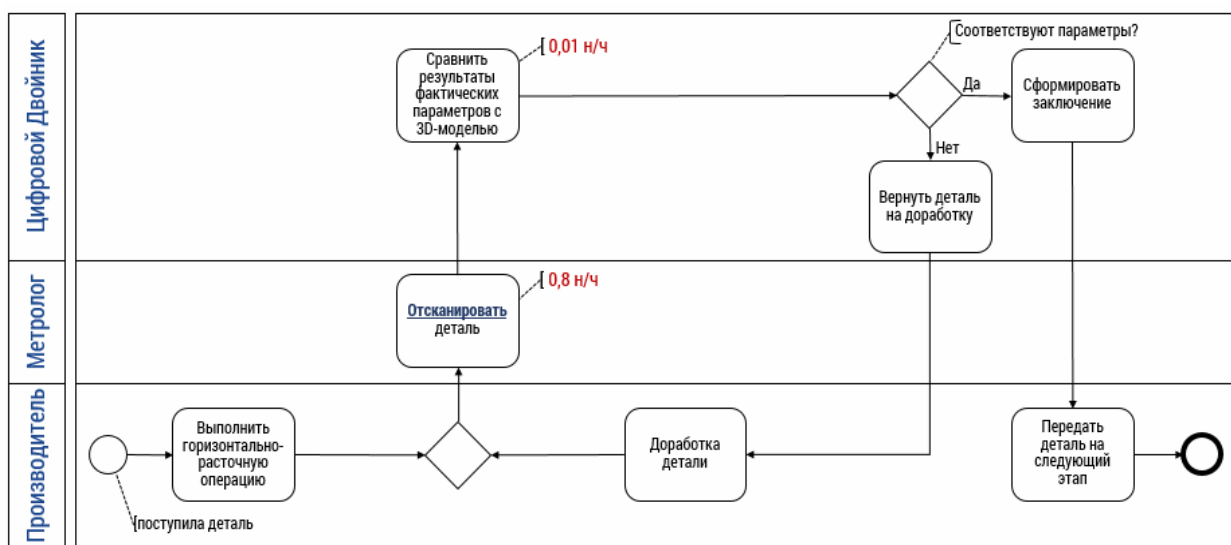 Цифровой Двойник
Сравнить
результаты
фактических
параметров с
3D-моделью
[ 0,01 н/ч
[Соответствуют параметры?
Да
Нет
Сформировать
заключение
Вернуть деталь
на доработку
Метролог
Отсканировать
деталь
[ 0,8 н/ч
Производитель
[поступила деталь
Выполнить
горизонтально-
расточную
операцию
Доработка
детали
Передать
деталь на
следующий
этап